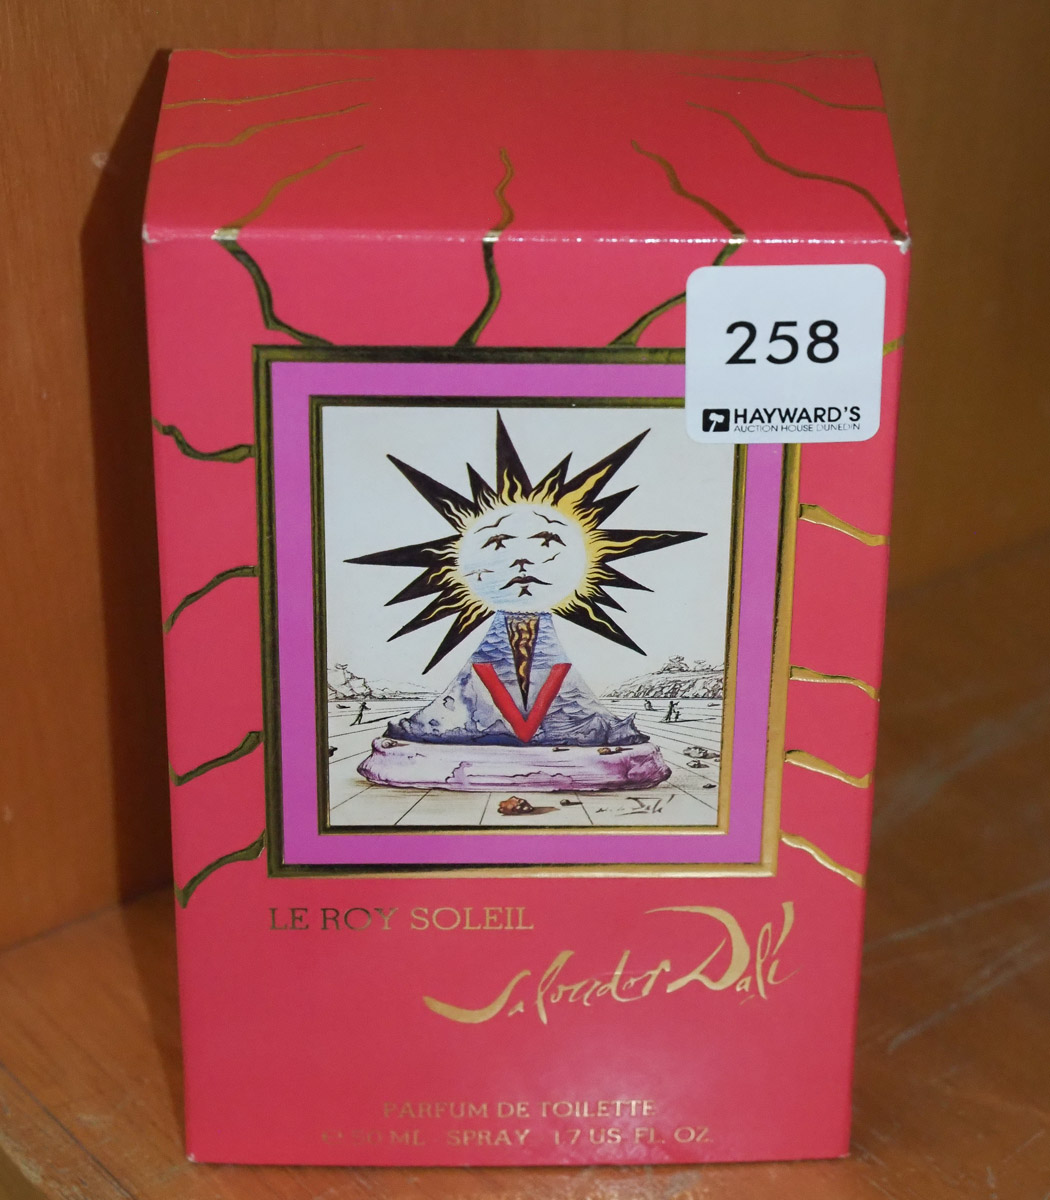 258
HAYWARD'S
AUCTION HOUSE DUNEDIN
V
Dalí
LE ROY SOLEIL
Salvador Dalí
PARFUM DE TOILETTE
50 ML SPRAY 1.7 US FL. OZ.